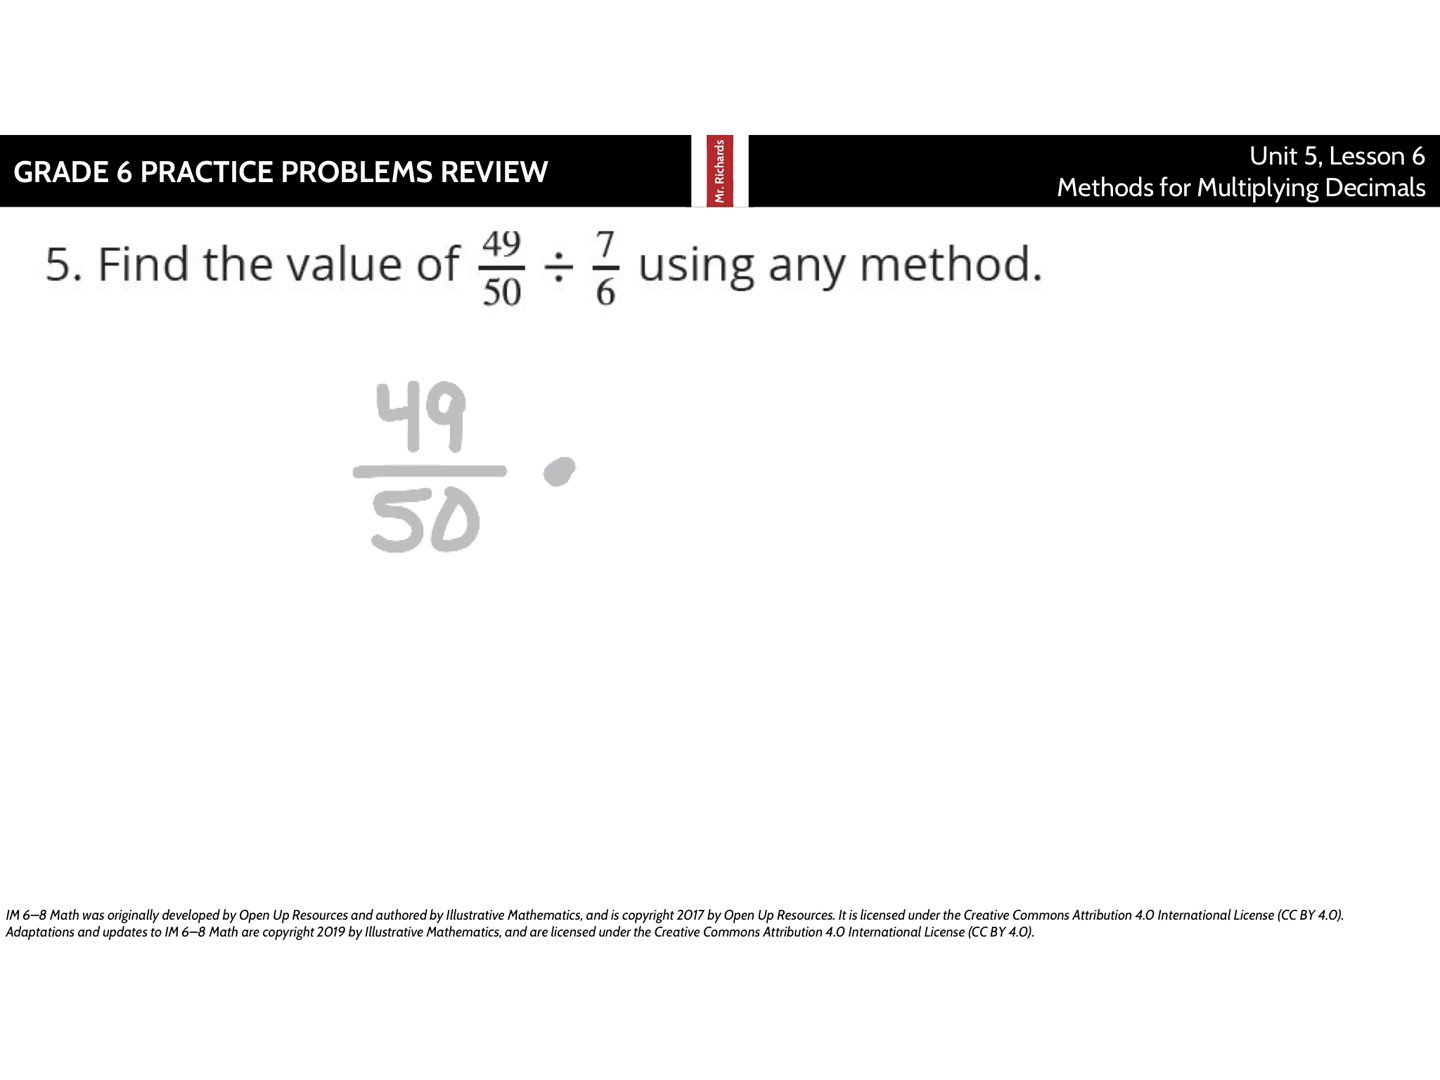 GRADE 6 PRACTICE PROBLEMS REVIEW
Mr. Richards
Unit 5, Lesson 6
Methods for Multiplying Decimals
5. Find the value of 49/50 ÷ 7/6 using any method.
49/50 •
IM 6–8 Math was originally developed by Open Up Resources and authored by Illustrative Mathematics, and is copyright 2017 by Open Up Resources. It is licensed under the Creative Commons Attribution 4.0 International License (CC BY 4.0).
Adaptations and updates to IM 6–8 Math are copyright 2019 by Illustrative Mathematics, and are licensed under the Creative Commons Attribution 4.0 International License (CC BY 4.0).